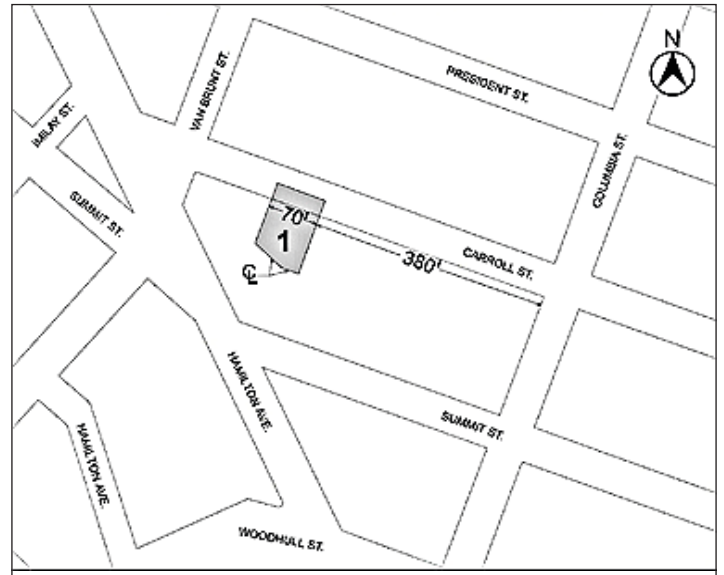 N
PRESIDENT ST.
VAN BRUNT ST.
IMLAY ST.
COLUMBIA ST.
SUMMIT ST.
70'
1
CARROLL ST.
380'
CL
HAMILTON AVE.
SUMMIT ST.
HAMILTON AVE.
WOODHULL ST.